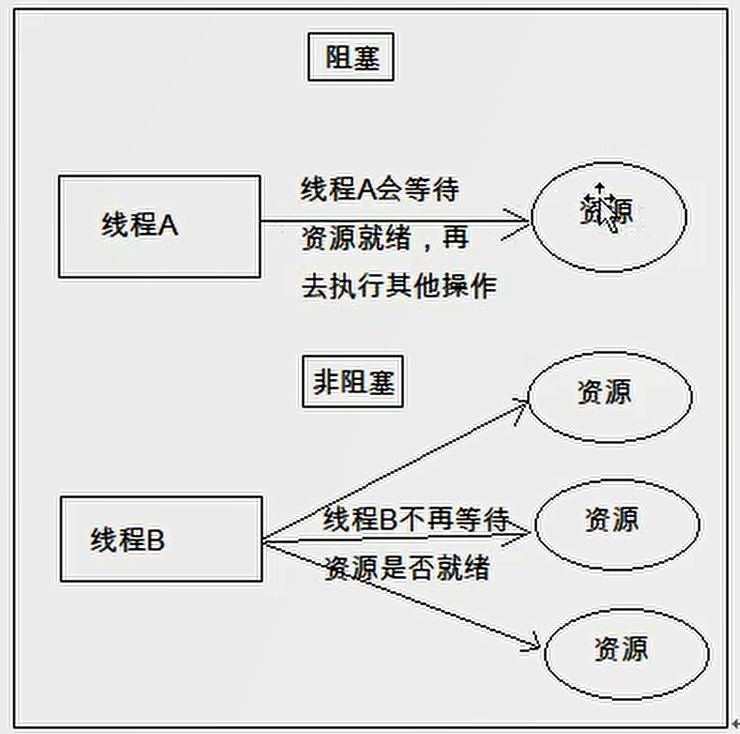 阻塞
线程A会等待
线程A
资源
资源就绪，再
去执行其他操作
非阻塞
资源
线程B不再等待
资源
线程B
资源是否就绪
资源